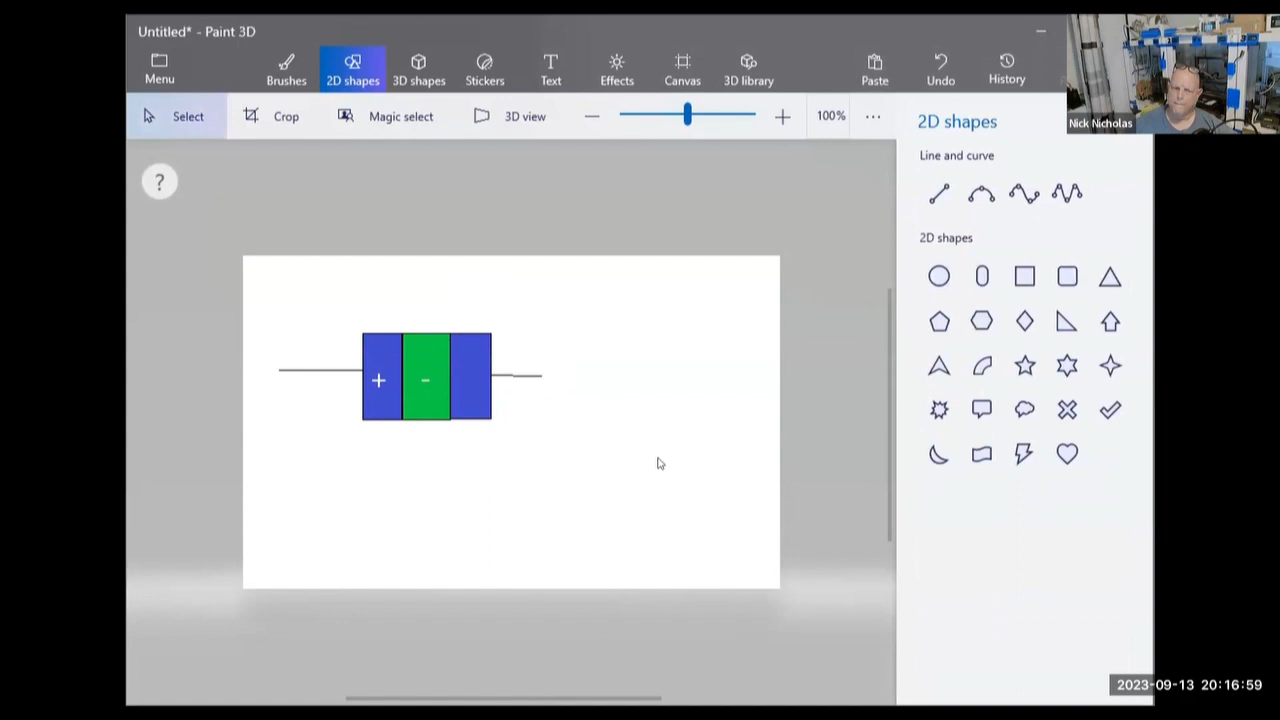 Untitled* - Paint 3D
Menu
Brushes
2D shapes
3D shapes
Stickers
Text
Effects
Canvas
3D library
Paste
Undo
History
Select
Crop
Magic select
3D view
100%
...
2D shapes
Nick Nicholas
Line and curve
2D shapes
?
+ -
2023-09-13 20:16:59